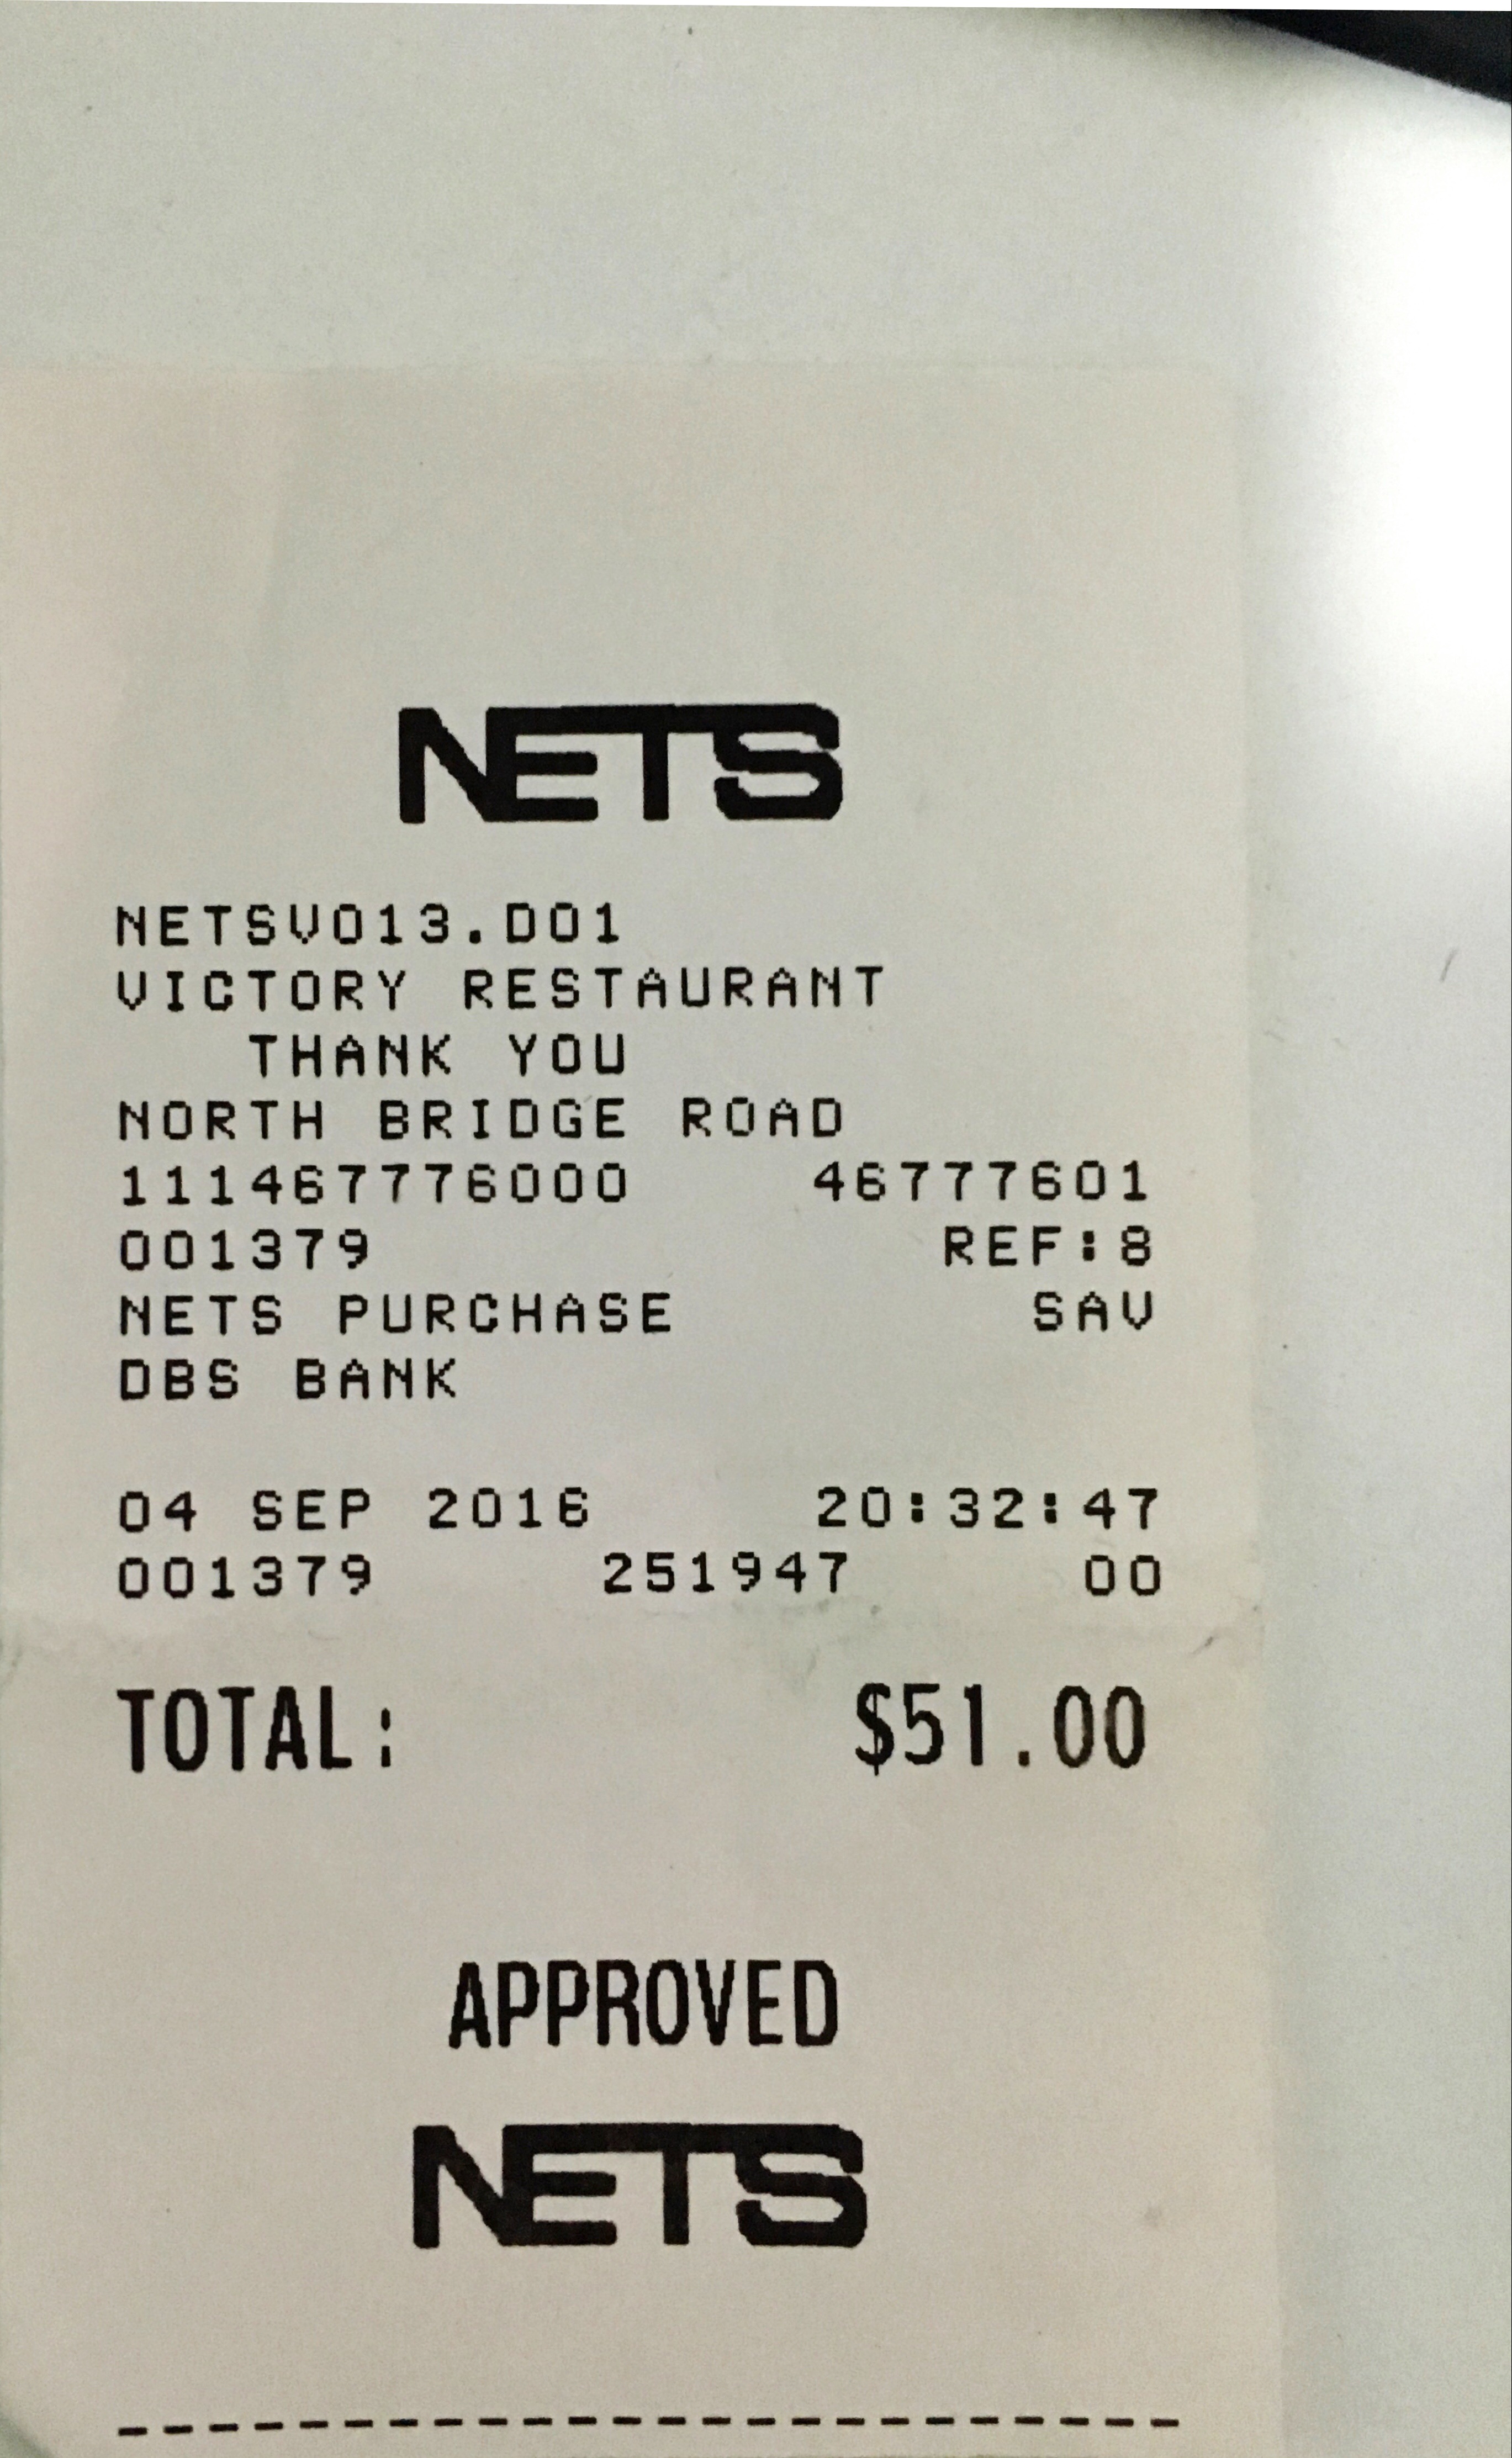 NETS
NETSV013.D01
VICTORY RESTAURANT
THANK YOU
NORTH BRIDGE ROAD
111467776000 46777601
001379 REF:8
NETS PURCHASE SAV
DBS BANK
04 SEP 2016 20:32:47
001379 251947 00
TOTAL: $51.00
APPROVED
NETS
-------------------------